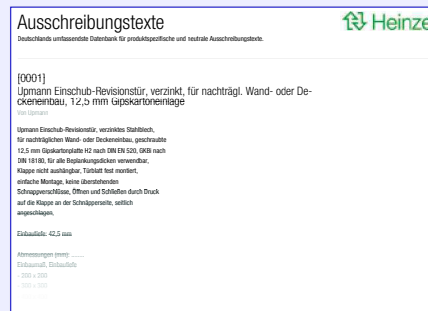 Ausschreibungstexte
Heinze
Deutschlands umfassendste Datenbank für produktspezifische und neutrale Ausschreibungstexte.
[0001]
Upmann Einschub-Revisionstür, verzinkt, für nachträgl. Wand- oder De-
ckeneinbau, 12,5 mm Gipskartoneinlage
Von Upmann
Upmann Einschub-Revisionstür, verzinktes Stahlblech,
für nachträglichen Wand- oder Deckeneinbau, geschraubte
12,5 mm Gipskartonplatte H2 nach DIN EN 520, GKBi nach
DIN 18180, für alle Beplankungsdicken verwendbar,
Klappe nicht aushängbar, Türblatt fest montiert,
einfache Montage, keine überstehenden
Schnappverschlüsse, Öffnen und Schließen durch Druck
auf die Klappe an der Schnäpperseite, seitlich
angeschlagen,
Einbautiefe: 42,5 mm
Abmessungen (mm): .......
Einbaumaß, Einbautiefe
- 200 x 200
- 300 x 300